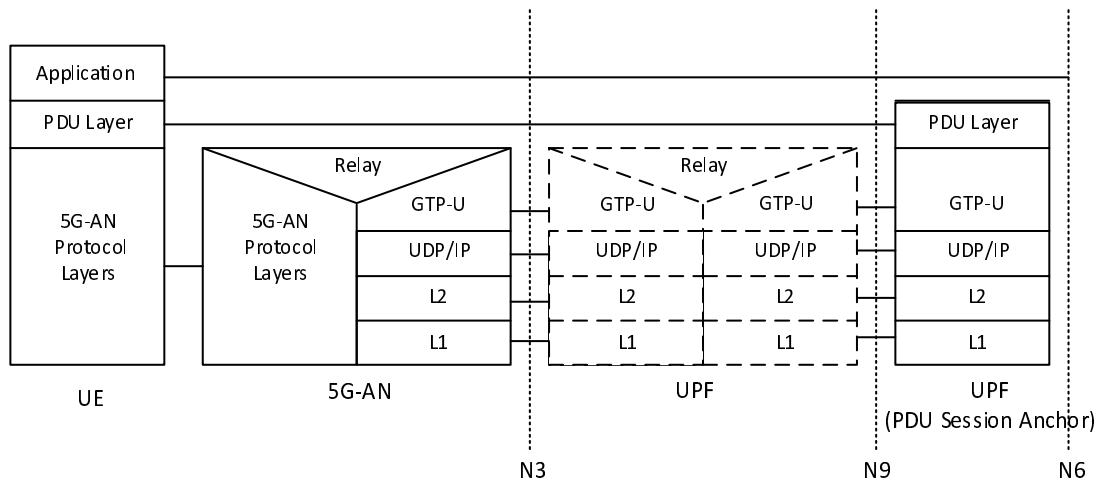 Application
PDU Layer
PDU Layer
Relay
Relay
5G-AN
Protocol
Layers
5G-AN
Protocol
Layers
GTP-U
GTP-U
GTP-U
GTP-U
UDP/IP
UDP/IP
UDP/IP
UDP/IP
L2
L2
L2
L2
L1
L1
L1
L1
UE
5G-AN
UPF
UPF
(PDU Session Anchor)
N3
N9
N6